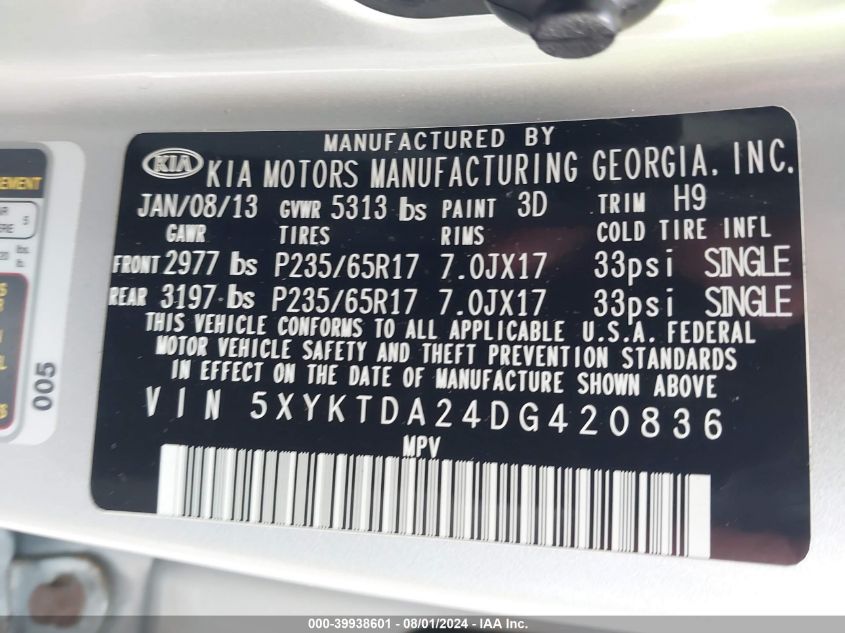 MANUFACTURED BY
KIA KIA MOTORS MANUFACTURING GEORGIA, INC.
JAN/08/13 GVWR 5313 lbs PAINT 3D TRIM H9
GAWR TIRES RIMS COLD TIRE INFL
FRONT 2977 lbs P235/65R17 7.0JX17 33psi SINGLE
REAR 3197 lbs P235/65R17 7.0JX17 33psi SINGLE
THIS VEHICLE CONFORMS TO ALL APPLICABLE U.S.A. FEDERAL
MOTOR VEHICLE SAFETY AND THEFT PREVENTION STANDARDS
IN EFFECT ON THE DATE OF MANUFACTURE SHOWN ABOVE
VIN 5XYKTDA24DG420836
MPV
5
005
000-39938601 - 08/01/2024 - IAA Inc.